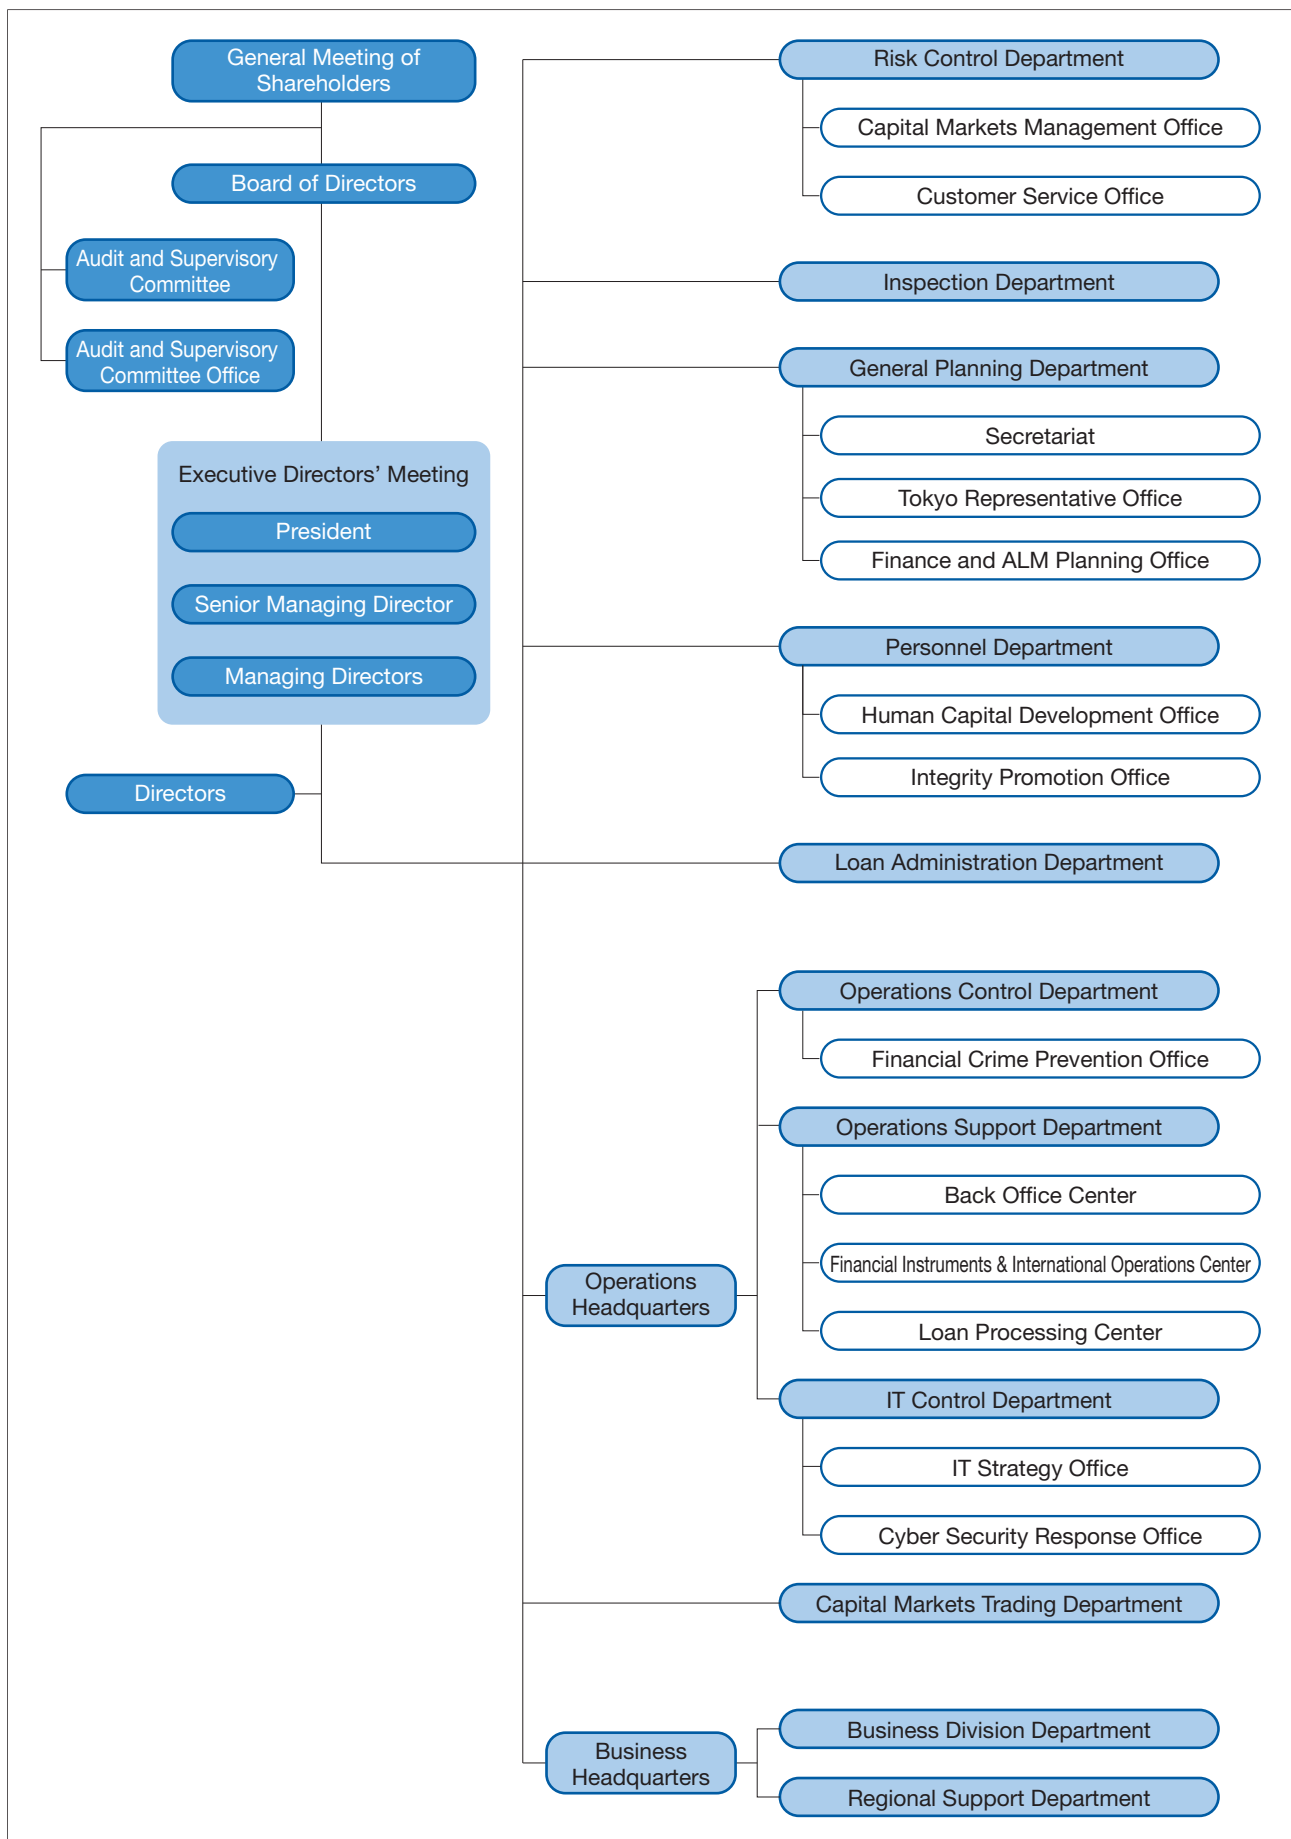 General Meeting of
Shareholders
Board of Directors
Audit and Supervisory
Committee
Audit and Supervisory
Committee Office
Executive Directors’ Meeting
President
Senior Managing Director
Managing Directors
Directors
Risk Control Department
Capital Markets Management Office
Customer Service Office
Inspection Department
General Planning Department
Secretariat
Tokyo Representative Office
Finance and ALM Planning Office
Personnel Department
Human Capital Development Office
Integrity Promotion Office
Loan Administration Department
Operations
Headquarters
Operations Control Department
Financial Crime Prevention Office
Operations Support Department
Back Office Center
Financial Instruments & International Operations Center
Loan Processing Center
IT Control Department
IT Strategy Office
Cyber Security Response Office
Capital Markets Trading Department
Business
Headquarters
Business Division Department
Regional Support Department